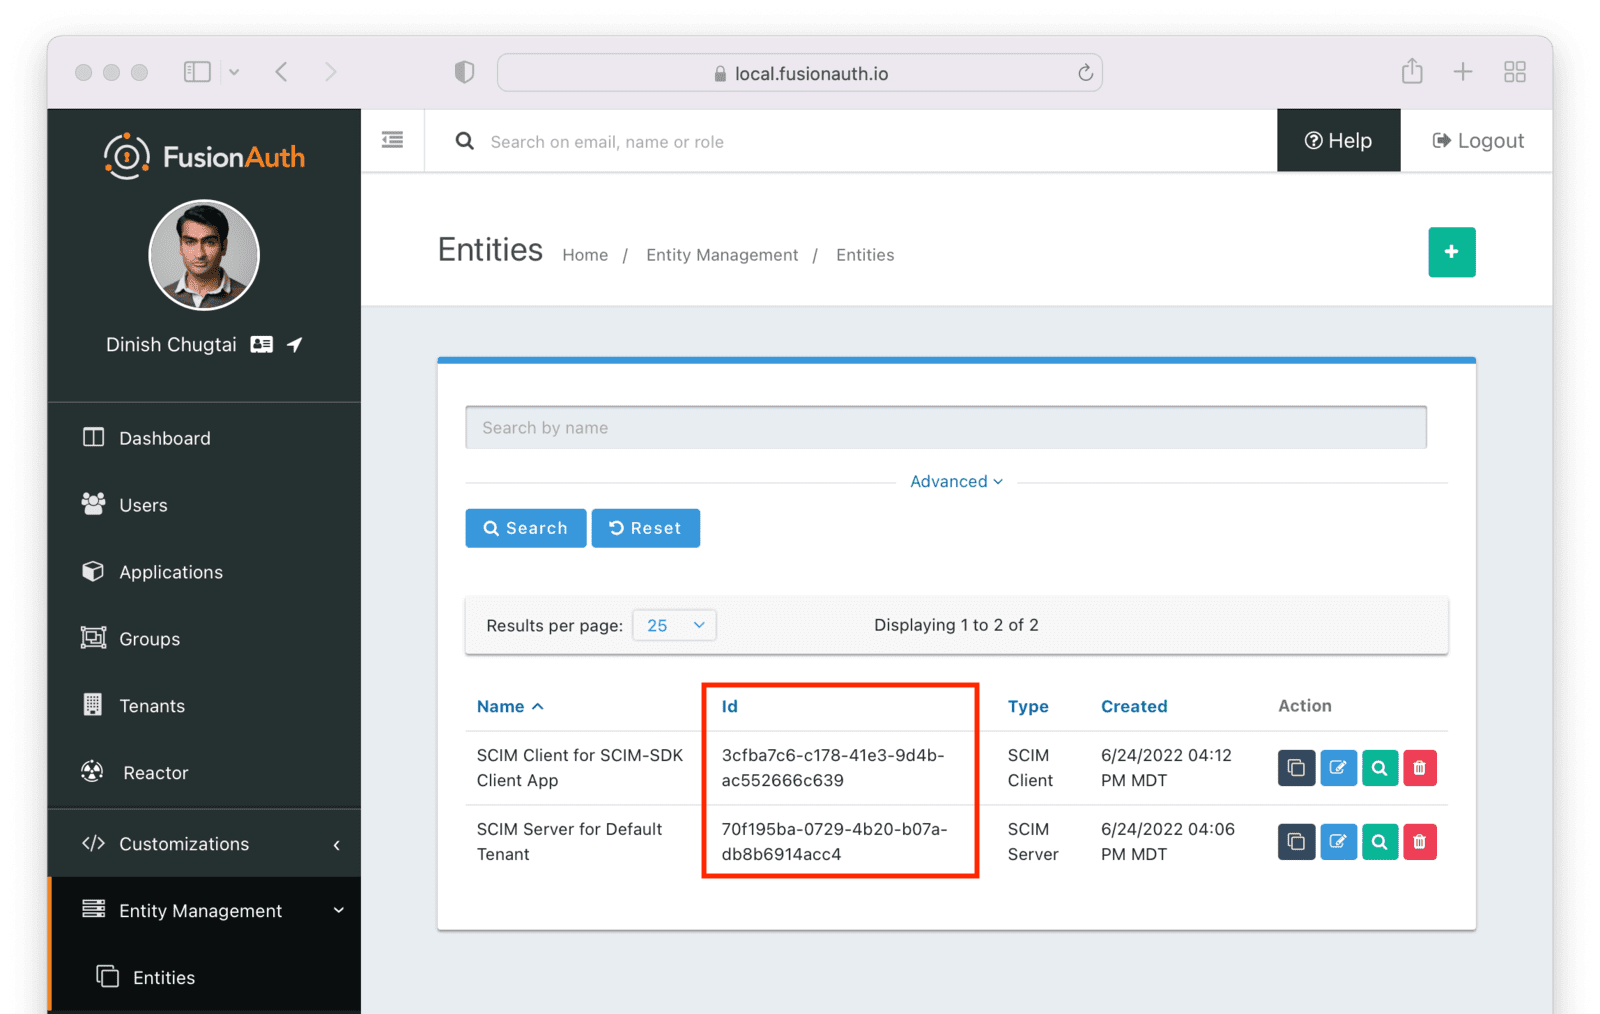 local.fusionauth.io
FusionAuth
Search on email, name or role
Help
Logout
Dinish Chugtai
Entities
Home / Entity Management / Entities
Dashboard
Users
Applications
Groups
Tenants
Reactor
Customizations
Entity Management
Entities
Search by name
Advanced
Search
Reset
Results per page: 25
Displaying 1 to 2 of 2
Name Id Type Created Action
SCIM Client for SCIM-SDK 3cfba7c6-c178-41e3-9d4b- SCIM 6/24/2022 04:12
Client App ac552666c639 Client PM MDT
SCIM Server for Default 70f195ba-0729-4b20-b07a- SCIM 6/24/2022 04:06
Tenant db8b6914acc4 Server PM MDT